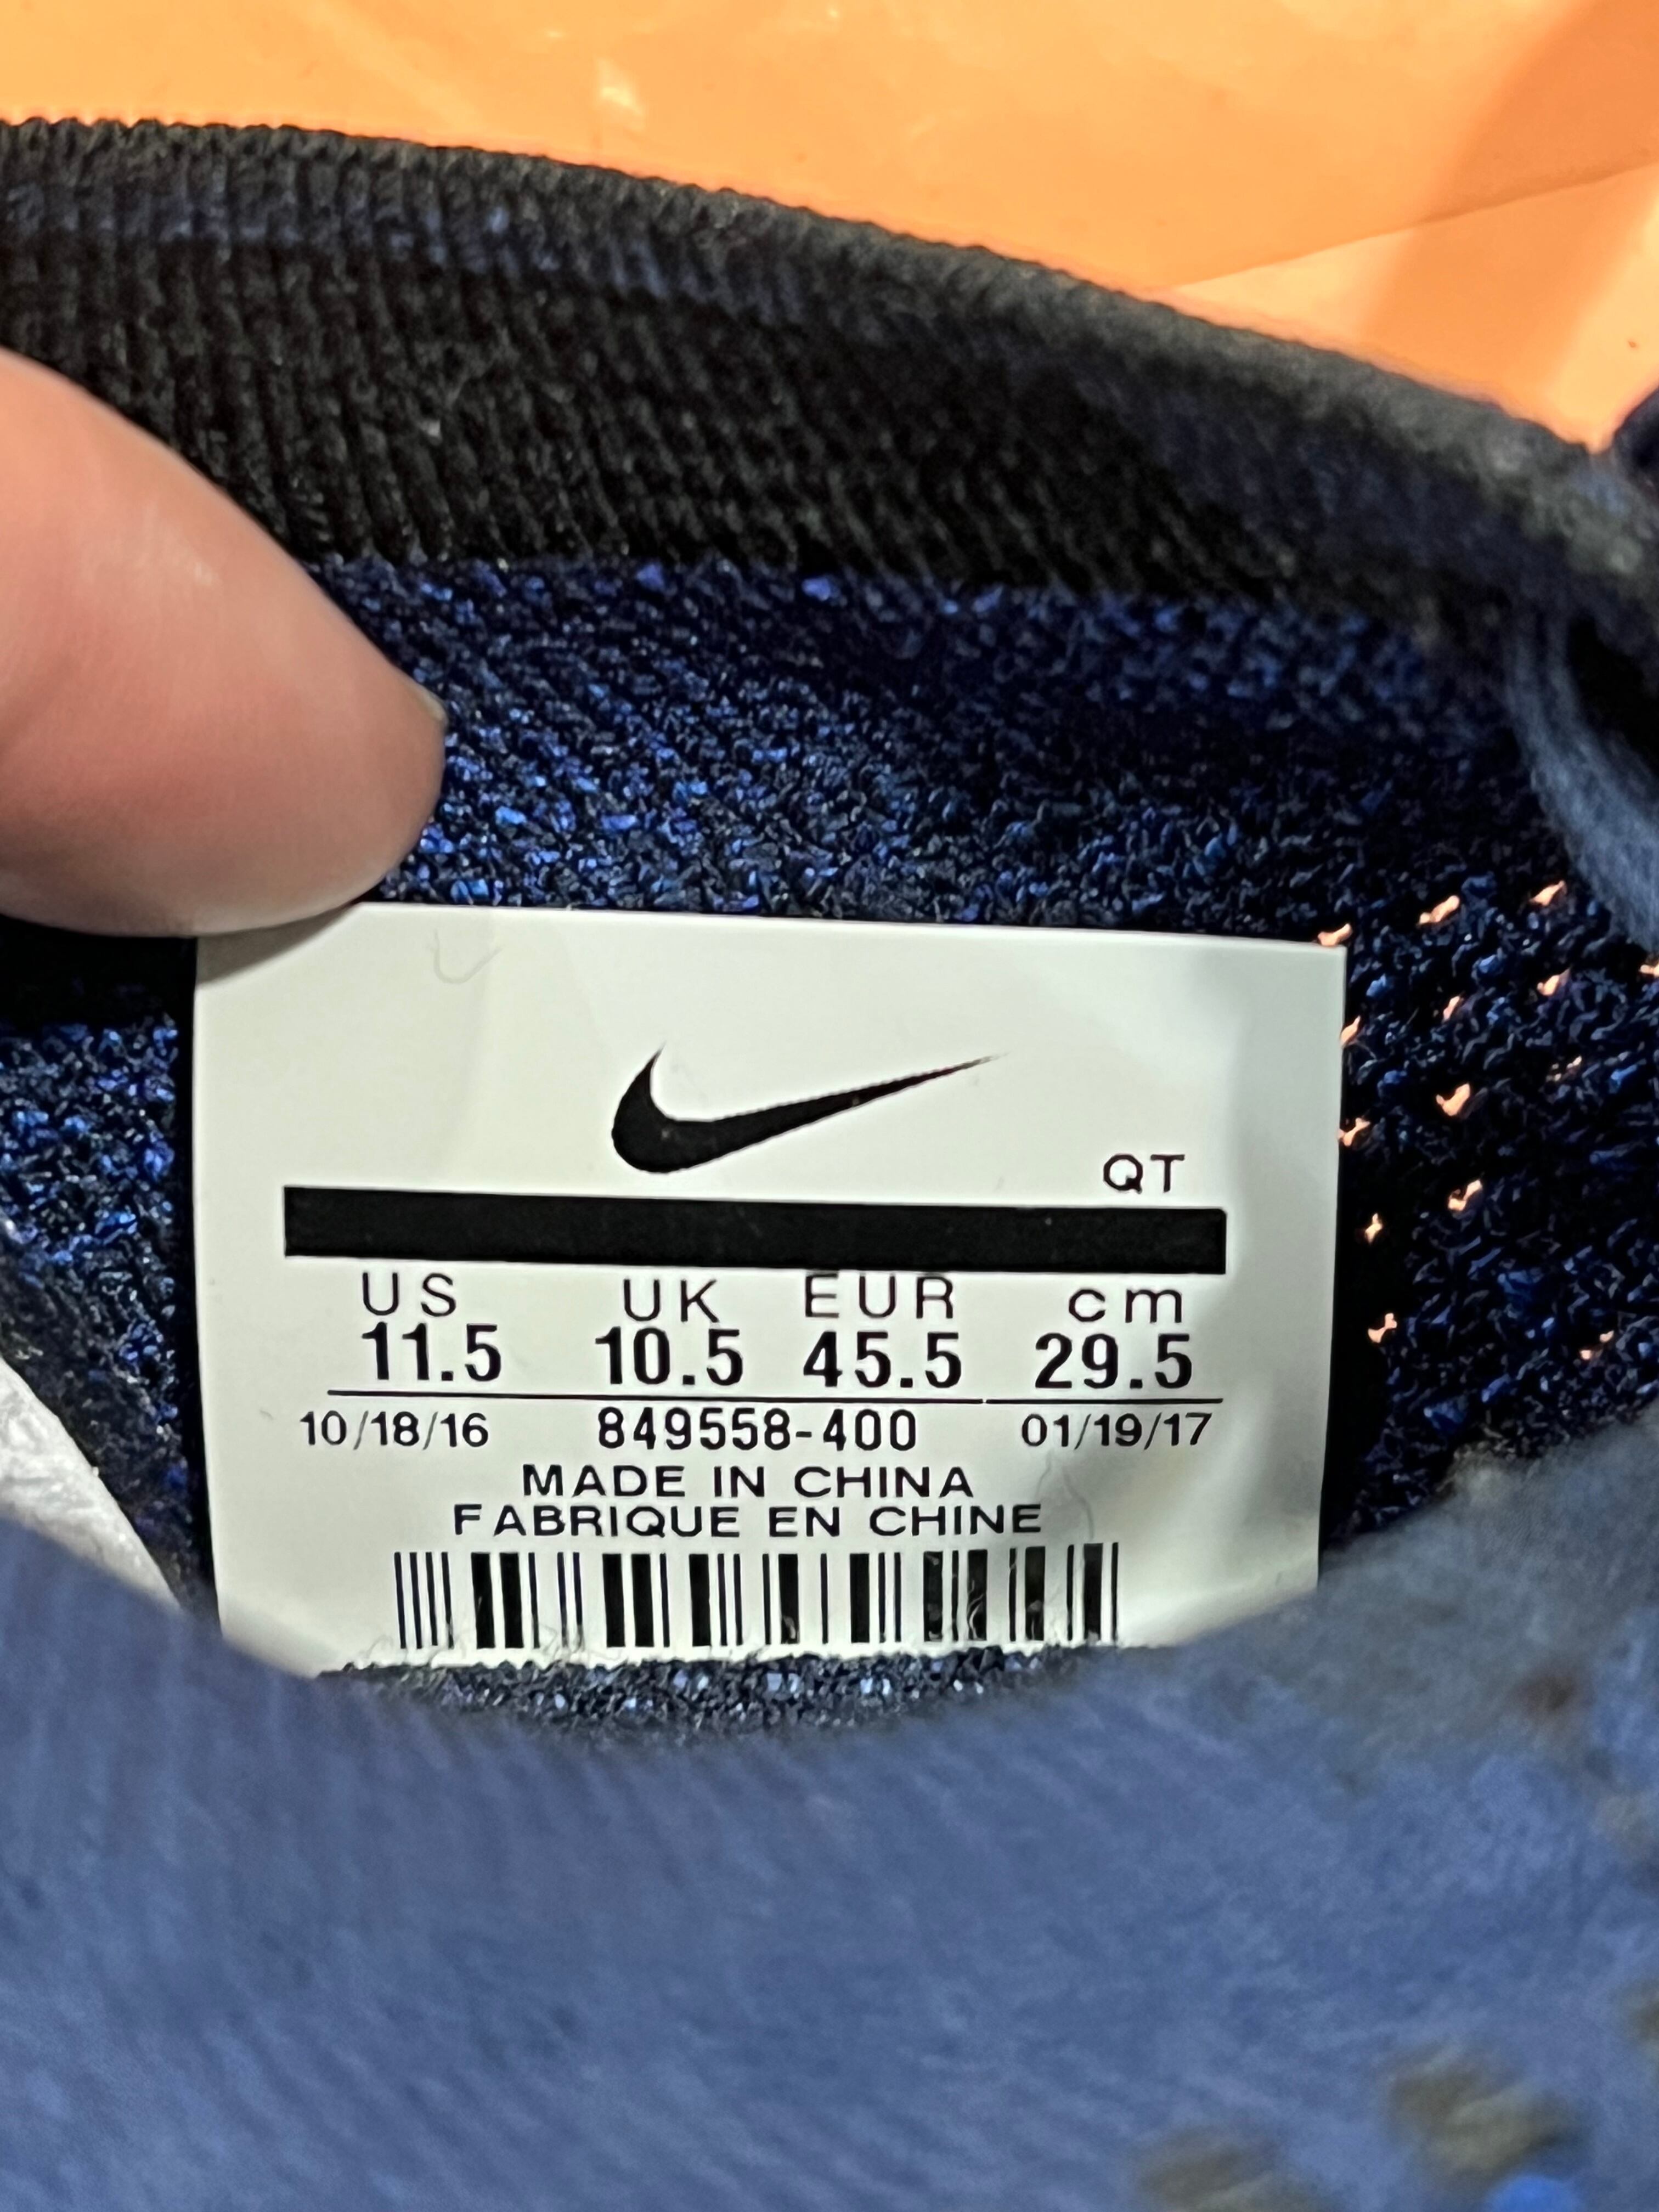 QT
US UK EUR cm
11.5 10.5 45.5 29.5
10/18/16 849558-400 01/19/17
MADE IN CHINA
FABRIQUE EN CHINE